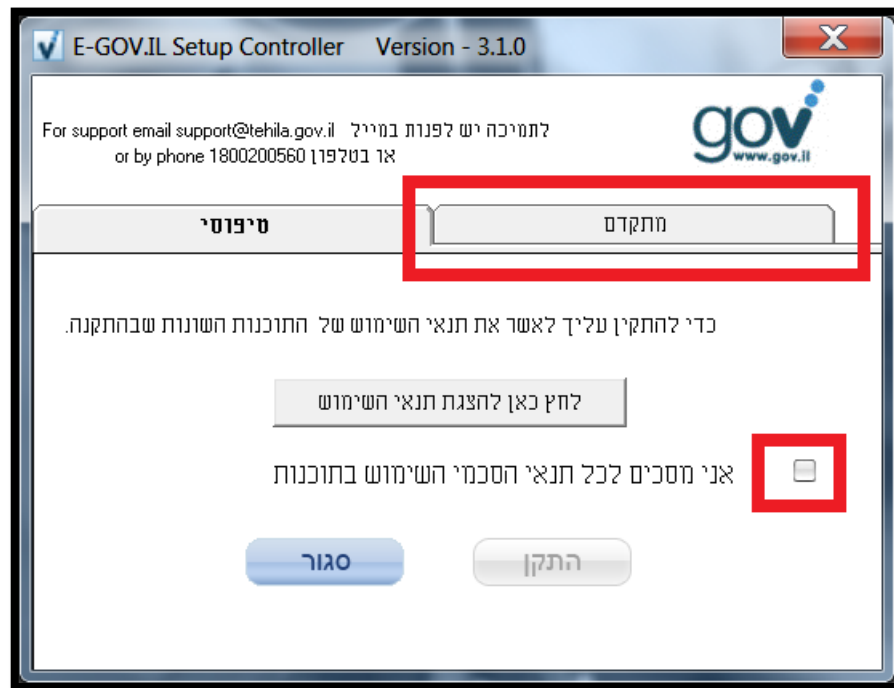 E-GOV.IL Setup Controller Version - 3.1.0
For support email support@tehila.gov.il לתמיכה יש לפנות במייל
or by phone 1800200560 או בטלפון
gov
www.gov.il
מתקדם
טיפוסי
כדי להתקין עליך לאשר את תנאי השימוש של התוכנות השונות שבהתקנה.
לחץ כאן להצגת תנאי השימוש
אני מסכים לכל תנאי הסכמי השימוש בתוכנות
התקן
סגור